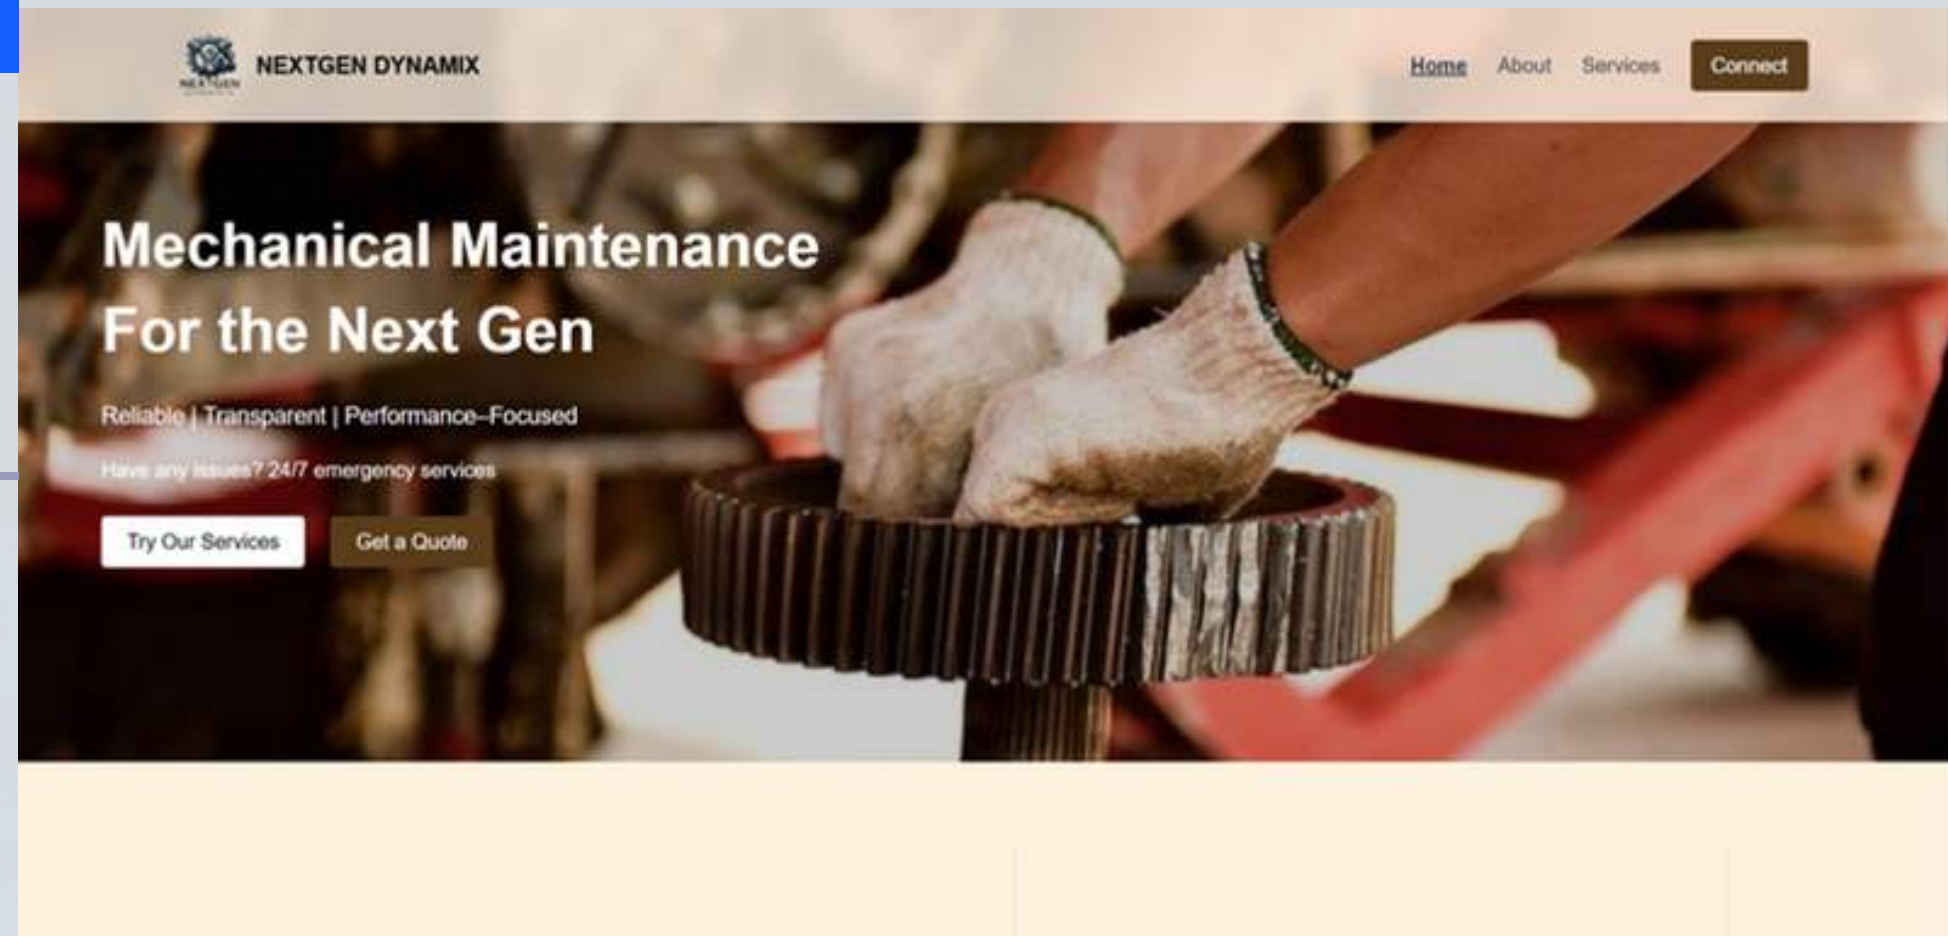 NEXTGEN
NEXTGEN DYNAMIX
Home About Services Connect
Mechanical Maintenance
For the Next Gen
Reliable | Transparent | Performance–Focused
Have any issues? 24/7 emergency services
Try Our Services Get a Quote